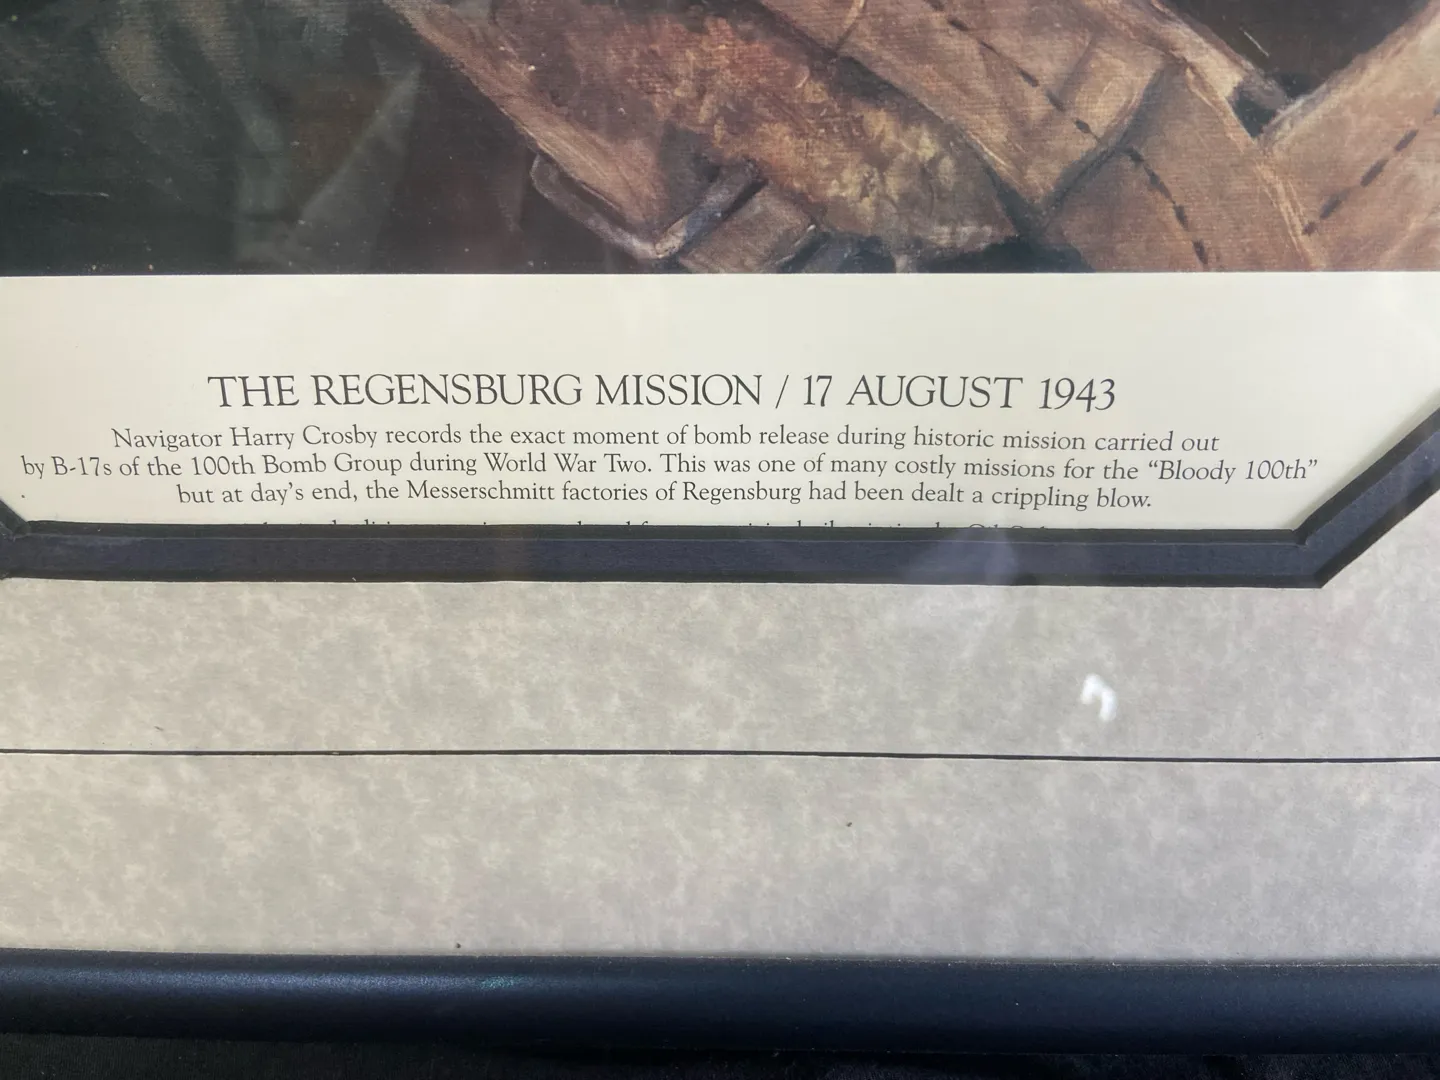 THE REGENSBURG MISSION / 17 AUGUST 1943
Navigator Harry Crosby records the exact moment of bomb release during historic mission carried out
by B-17s of the 100th Bomb Group during World War Two. This was one of many costly missions for the “Bloody 100th”
but at day’s end, the Messerschmitt factories of Regensburg had been dealt a crippling blow.